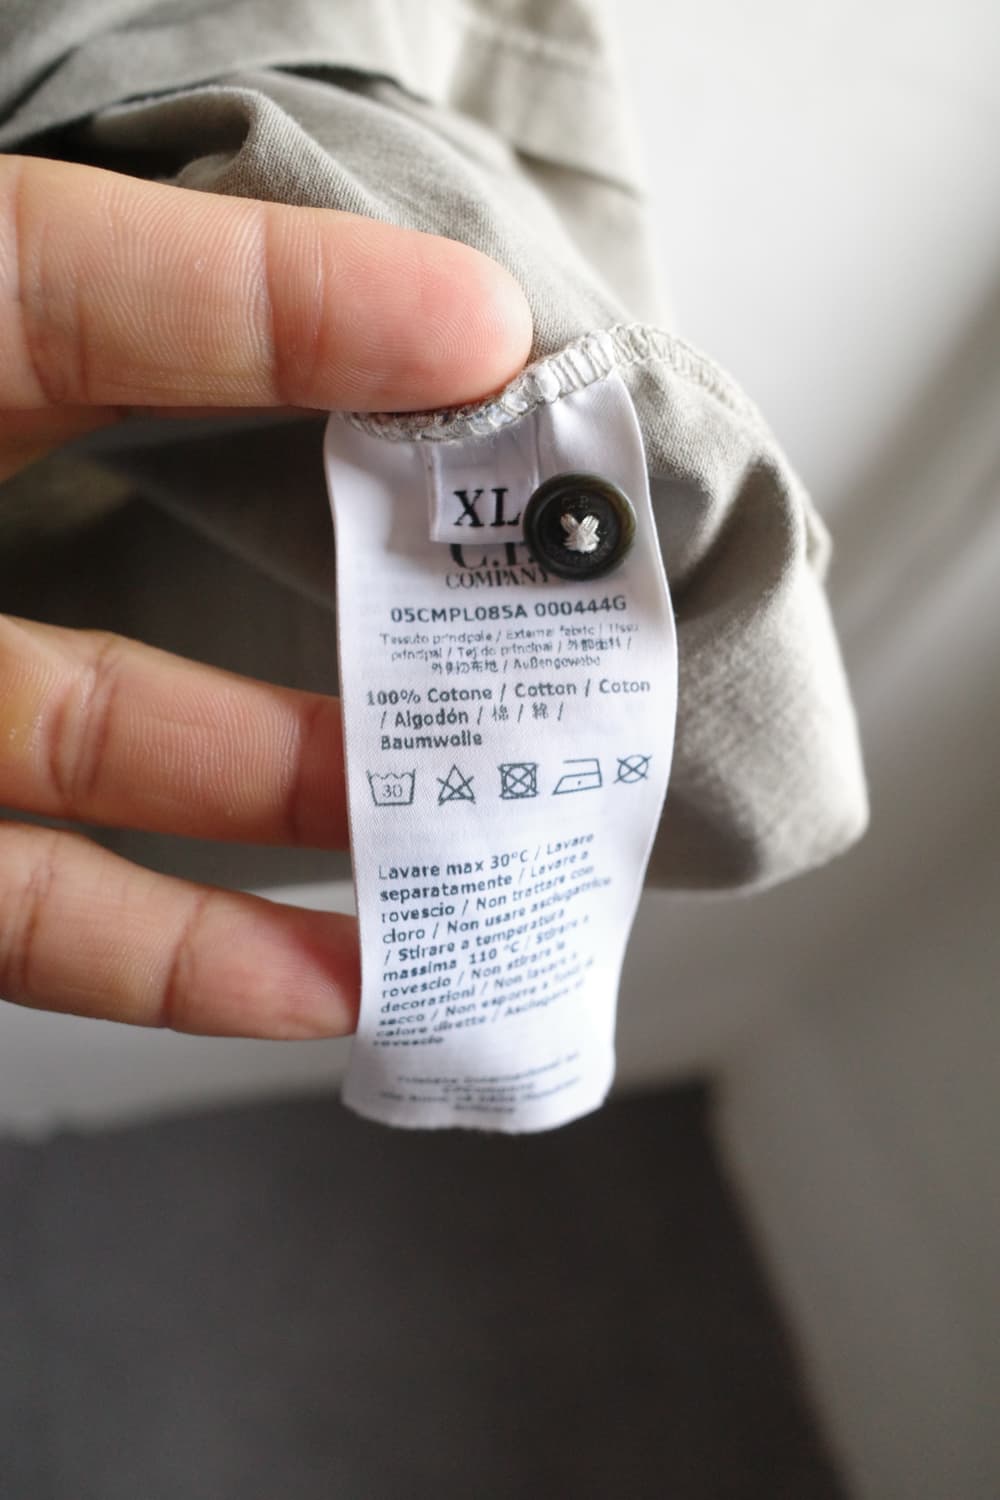 XL
COMPANY
05CMPL085A 000444G
Tessuto principale / External fabric / Tissu
principal / Tejido principal / 外部面料 /
外側布地 / Außengewebe
100% Cotone / Cotton / Coton
/ Algodón / 棉 / 綿 /
Baumwolle
30
Lavare max 30°C / Lavare
separatamente / Lavare a
rovescio / Non trattare con
cloro / Non usare asciugatrice
/ Stirare a temperatura
massima 110 °C / Stirare a
rovescio / Non stirare le
decorazioni / Non lavare a
secco / Non esporre a fonti di
calore dirette / Asciugare al
rovescio